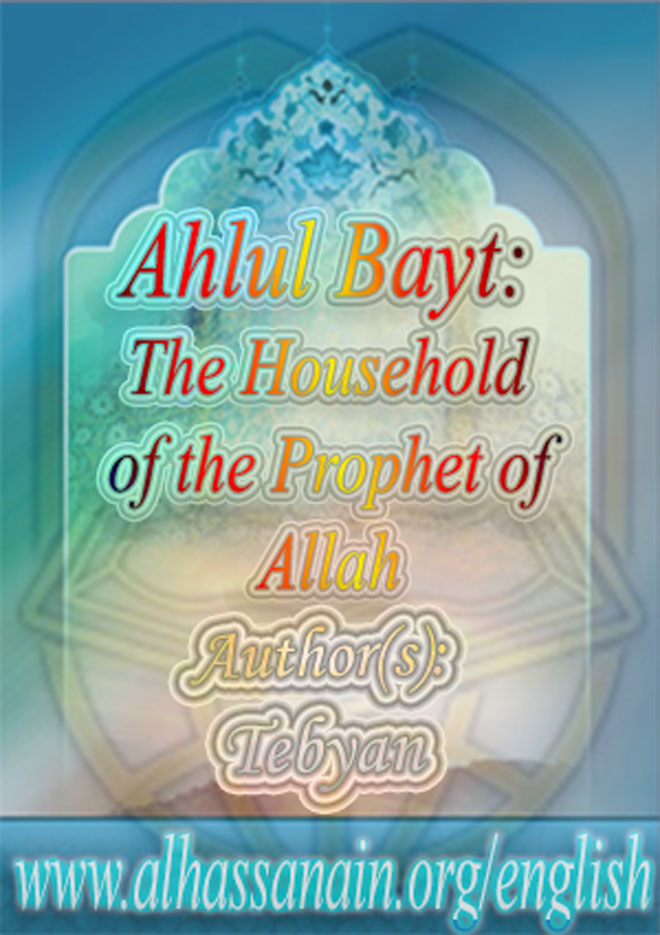 Ahlul Bayt:
The Household
of the Prophet of
Allah
Author(s):
Tebyan
www.alhassanain.org/english